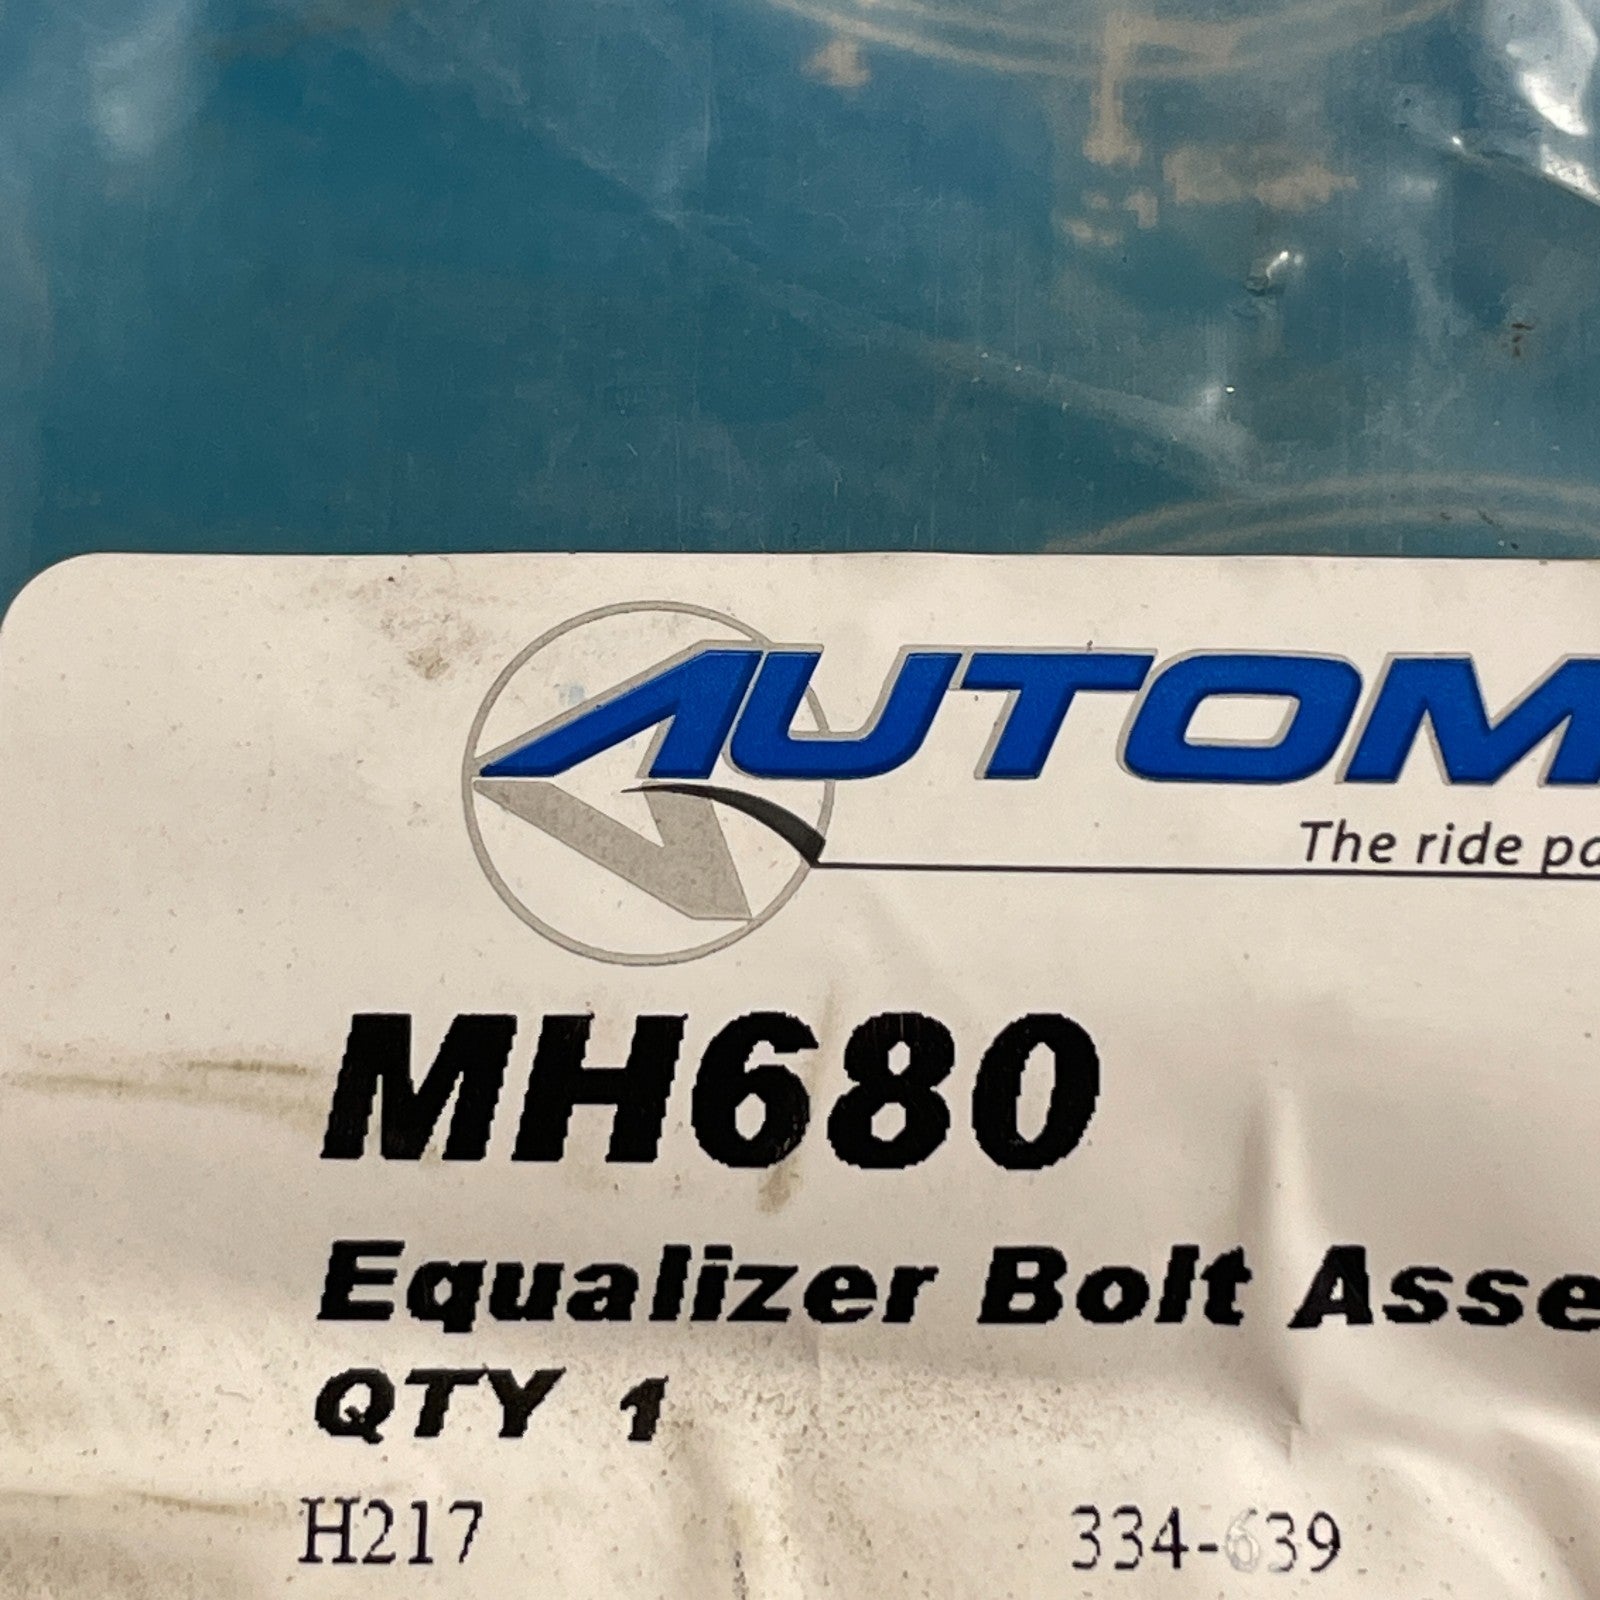 AUTOM
The ride pa
MH680
Equalizer Bolt Asse
QTY 1
H217
334-639